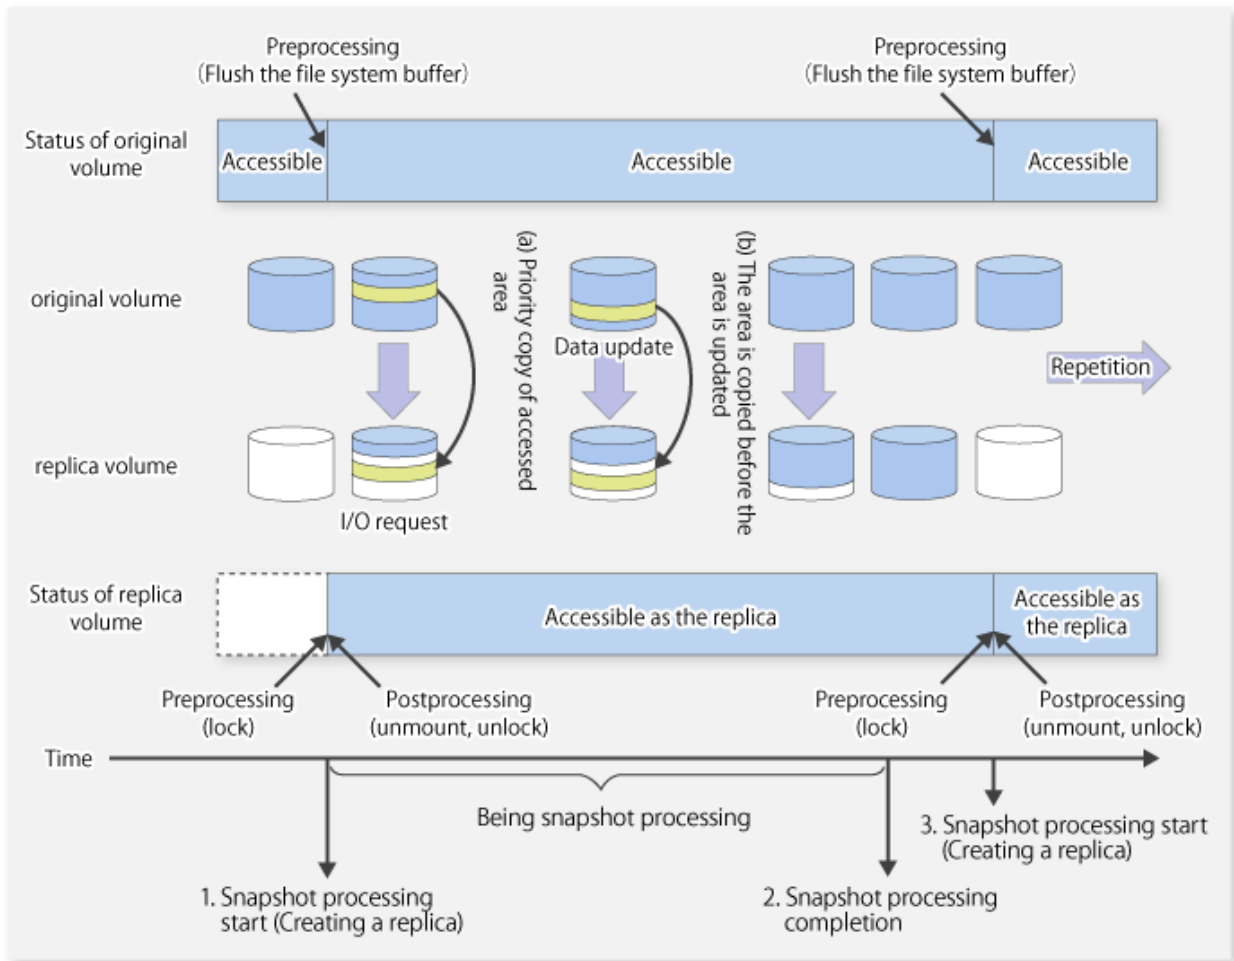 Preprocessing
(Flush the file system buffer)
Preprocessing
(Flush the file system buffer)
Status of original
volume
Accessible
Accessible
Accessible
original volume
(a) Priority copy of accessed
area
Data update
(b) The area is copied before the
area is updated
Repetition
replica volume
I/O request
Status of replica
volume
Accessible as the replica
Accessible as
the replica
Preprocessing
(lock)
Postprocessing
(unmount, unlock)
Preprocessing
(lock)
Postprocessing
(unmount, unlock)
Time
Being snapshot processing
3. Snapshot processing start
(Creating a replica)
1. Snapshot processing
start (Creating a replica)
2. Snapshot processing
completion